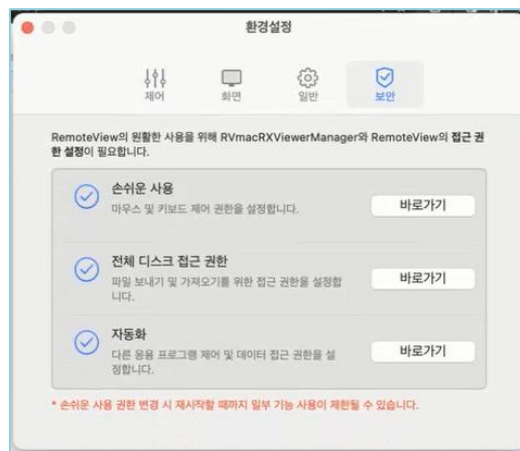 환경설정
제어
화면
일반
보안
RemoteView의 원활한 사용을 위해 RVmacRXViewerManager와 RemoteView의 접근 권
한 설정이 필요합니다.
손쉬운 사용
마우스 및 키보드 제어 권한을 설정합니다.
바로가기
전체 디스크 접근 권한
파일 보내기 및 가져오기를 위한 접근 권한을 설정합
니다.
바로가기
자동화
다른 응용 프로그램 제어 및 데이터 접근 권한을 설
정합니다.
바로가기
* 손쉬운 사용 권한 변경 시 재시작할 때까지 일부 기능 사용이 제한될 수 있습니다.